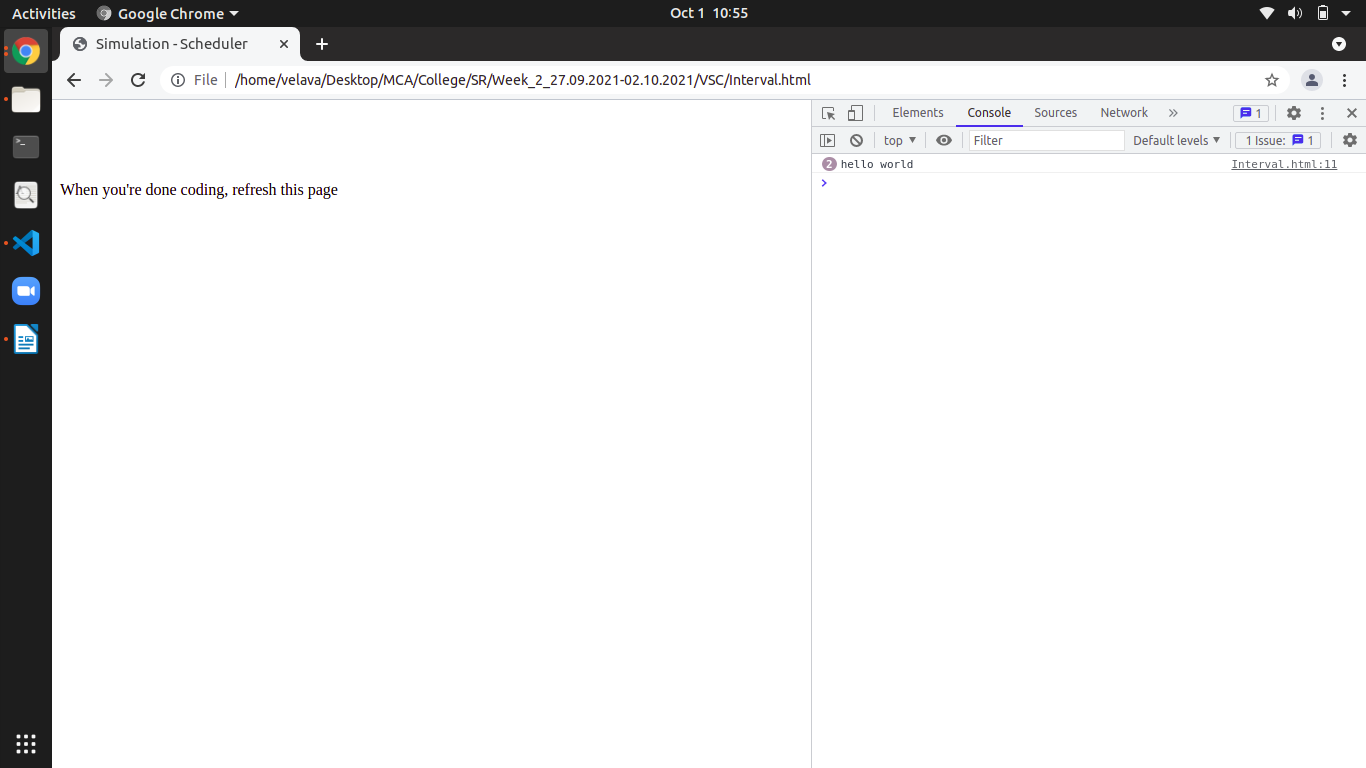 Activities Google Chrome Oct 1 10:55
Simulation - Scheduler
File /home/velava/Desktop/MCA/College/SR/Week_2_27.09.2021-02.10.2021/VSC/Interval.html
Elements Console Sources Network » 1
top Filter Default levels 1 Issue: 1
2 hello world Interval.html:11
>
When you're done coding, refresh this page